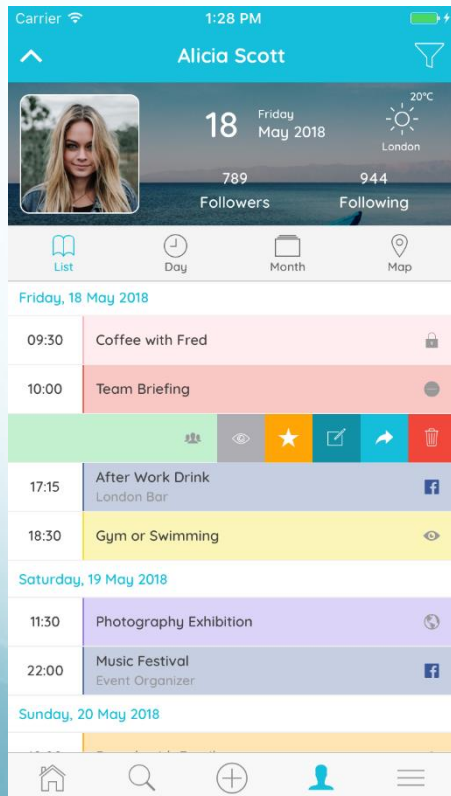 Carrier 1:28 PM
Alicia Scott
18 Friday May 2018 20°C London
789 Followers 944 Following
List Day Month Map
Friday, 18 May 2018
09:30 Coffee with Fred
10:00 Team Briefing
17:15 After Work Drink
London Bar
18:30 Gym or Swimming
Saturday, 19 May 2018
11:30 Photography Exhibition
22:00 Music Festival
Event Organizer
Sunday, 20 May 2018